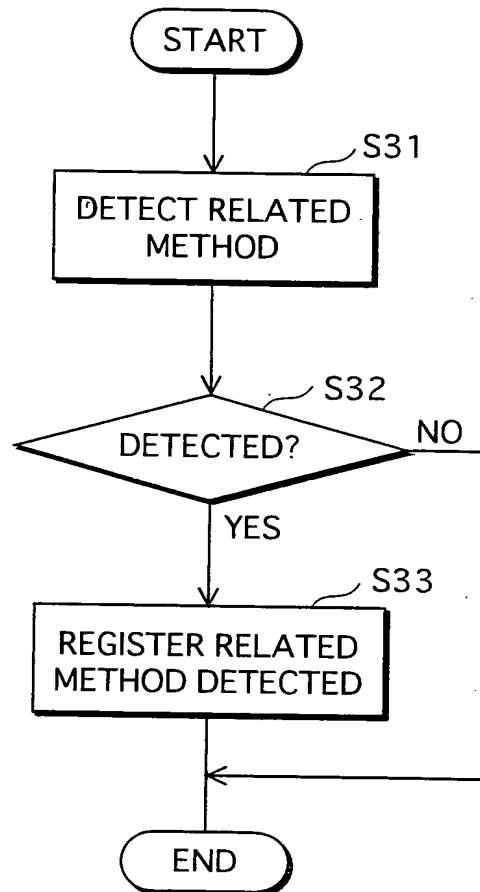 START
S31
DETECT RELATED
METHOD
S32
DETECTED?
NO
YES
S33
REGISTER RELATED
METHOD DETECTED
END